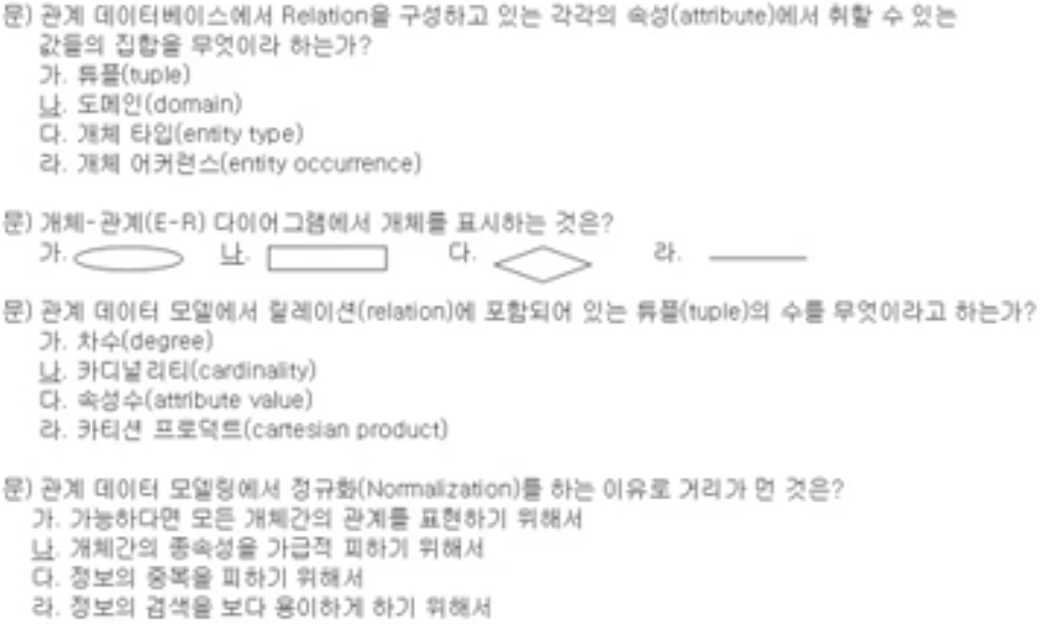 문) 관계 데이터베이스에서 Relation을 구성하고 있는 각각의 속성(attribute)에서 취할 수 있는
값들의 집합을 무엇이라 하는가?
가. 튜플(tuple)
나. 도메인(domain)
다. 개체 타입(entity type)
라. 개체 어커런스(entity occurrence)
문) 개체-관계(E-R) 다이어그램에서 개체를 표시하는 것은?
가. 나. 다. 라.
문) 관계 데이터 모델에서 릴레이션(relation)에 포함되어 있는 튜플(tuple)의 수를 무엇이라고 하는가?
가. 차수(degree)
나. 카디널리티(cardinality)
다. 속성수(attribute value)
라. 카티션 프로덕트(cartesian product)
문) 관계 데이터 모델링에서 정규화(Normalization)를 하는 이유로 거리가 먼 것은?
가. 가능하다면 모든 개체간의 관계를 표현하기 위해서
나. 개체간의 종속성을 가급적 피하기 위해서
다. 정보의 중복을 피하기 위해서
라. 정보의 검색을 보다 용이하게 하기 위해서